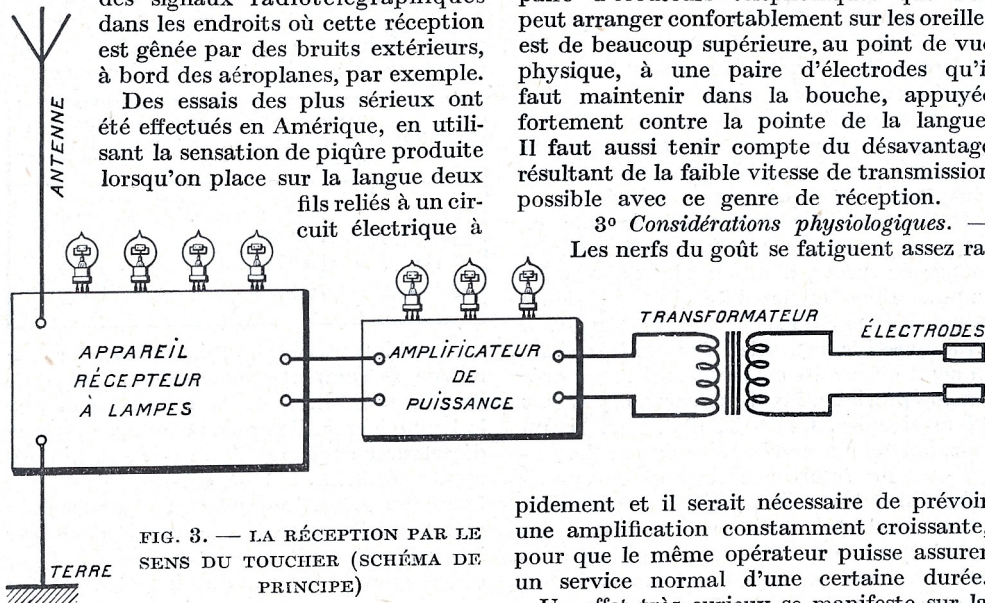 des signaux radiotélégraphiques
dans les endroits où cette réception
est gênée par des bruits extérieurs,
à bord des aéroplanes, par exemple.
Des essais des plus sérieux ont
été effectués en Amérique, en utili-
sant la sensation de piqûre produite
lorsqu'on place sur la langue deux
fils reliés à un cir-
cuit électrique à
peut arranger confortablement sur les oreille
est de beaucoup supérieure, au point de vue
physique, à une paire d'électrodes qu'i
faut maintenir dans la bouche, appuyée
fortement contre la pointe de la langue
Il faut aussi tenir compte du désavantage
résultant de la faible vitesse de transmission
possible avec ce genre de réception.
3º Considérations physiologiques. —
Les nerfs du goût se fatiguent assez ra
ANTENNE
APPAREIL
RÉCEPTEUR
À LAMPES
AMPLIFICATEUR
DE
PUISSANCE
TRANSFORMATEUR
ÉLECTRODES
TERRE
FIG. 3. — LA RÉCEPTION PAR LE
SENS DU TOUCHER (SCHÉMA DE
PRINCIPE)
pidement et il serait nécessaire de prévoir
une amplification constamment croissante,
pour que le même opérateur puisse assurer
un service normal d'une certaine durée.